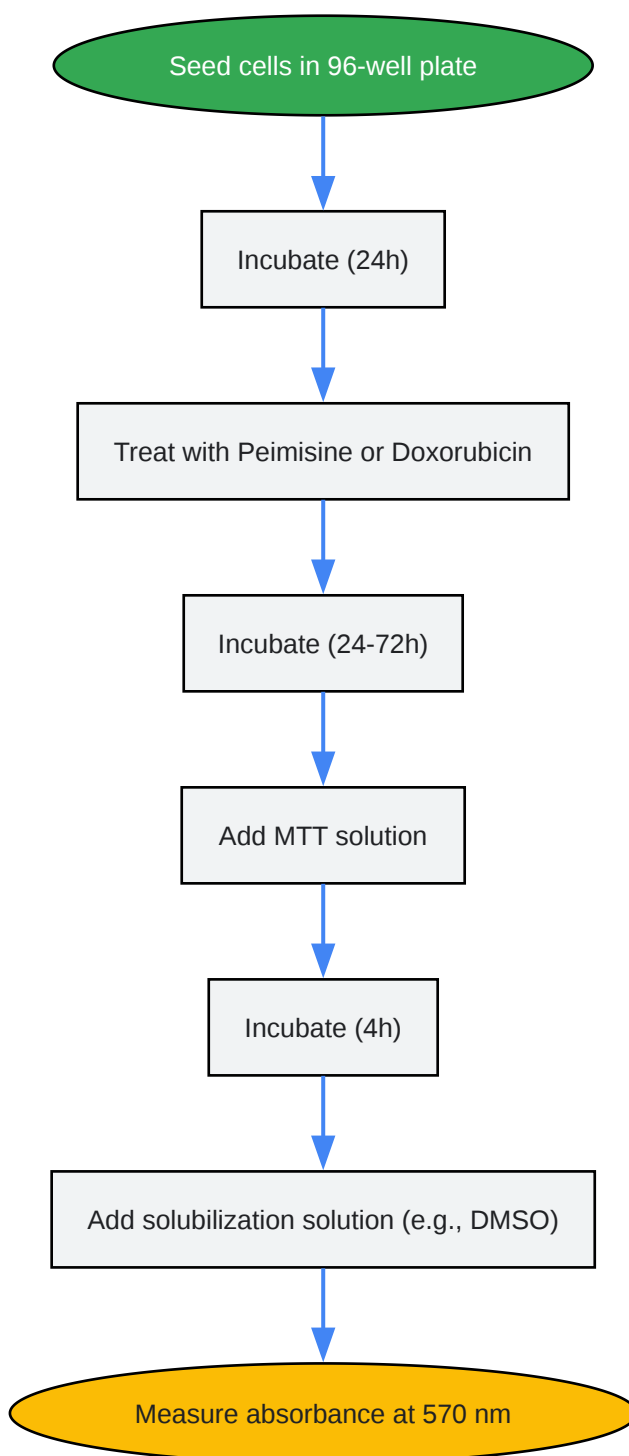 Seed cells in 96-well plate
Incubate (24h)
Treat with Peimisine or Doxorubicin
Incubate (24-72h)
Add MTT solution
Incubate (4h)
Add solubilization solution (e.g., DMSO)
Measure absorbance at 570 nm